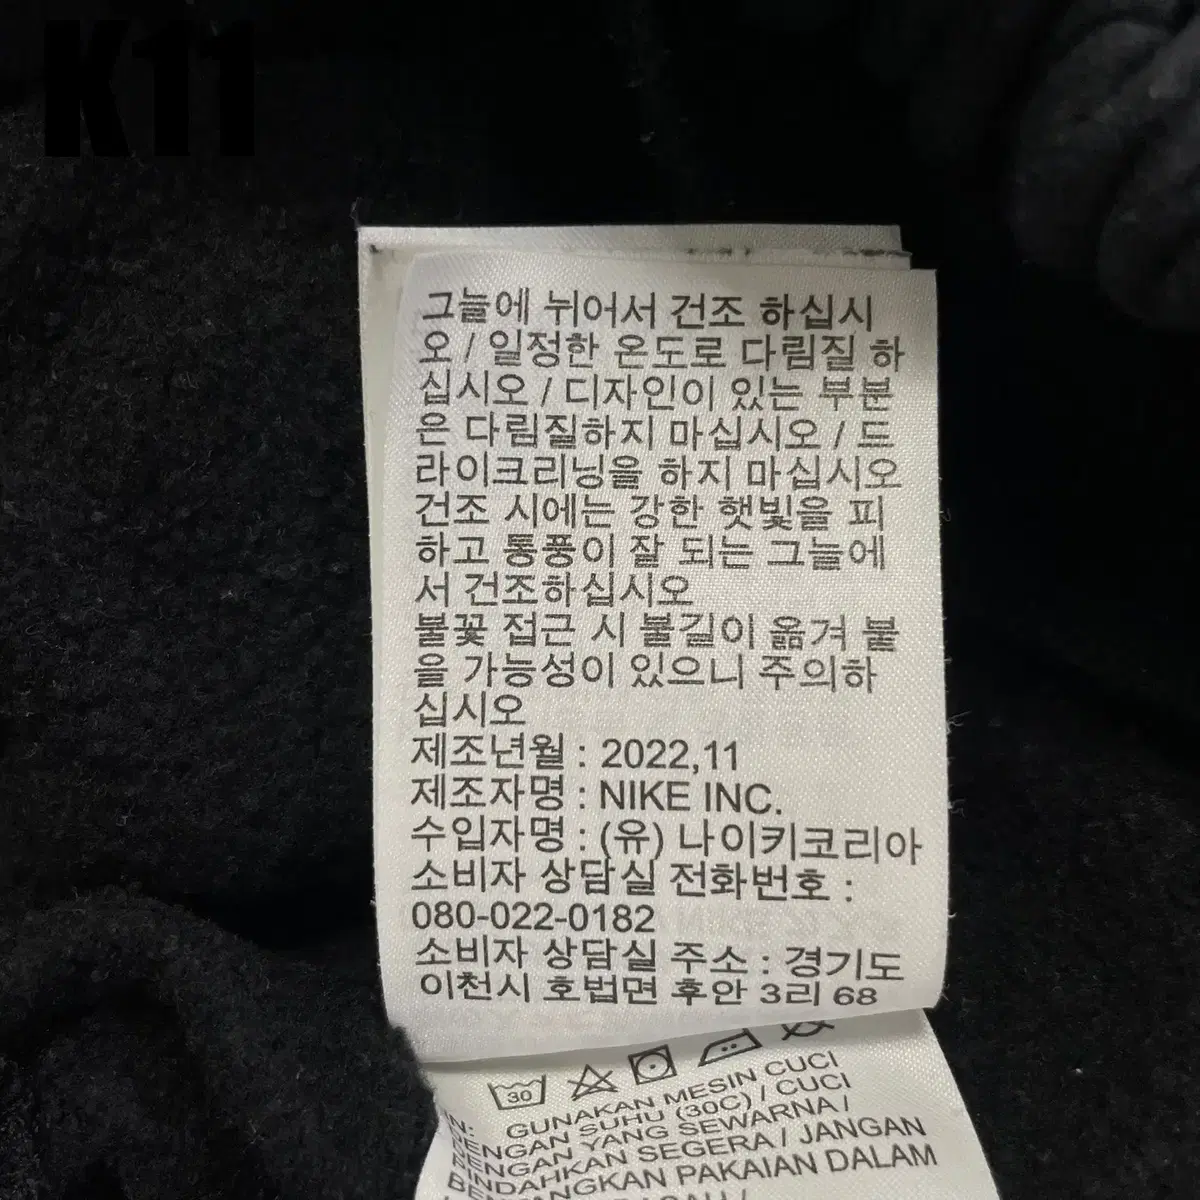 K11
그늘에 뉘어서 건조 하십시
오 / 일정한 온도로 다림질 하
십시오 / 디자인이 있는 부분
은 다림질하지 마십시오 / 드
라이크리닝을 하지 마십시오
건조 시에는 강한 햇빛을 피
하고 통풍이 잘 되는 그늘에
서 건조하십시오
불꽃 접근 시 불길이 옮겨 붙
을 가능성이 있으니 주의하
십시오
제조년월 : 2022,11
제조자명 : NIKE INC.
수입자명 : (유) 나이키코리아
소비자 상담실 전화번호 :
080-022-0182
소비자 상담실 주소 : 경기도
이천시 호법면 후안 3리 68
30
GUNAKAN MESIN CUCI
DENGAN SUHU (30C) / CUCI
DENGAN YANG SEWARNA /
PINDAHKAN SEGERA / JANGAN
PAKAIAN DALAM